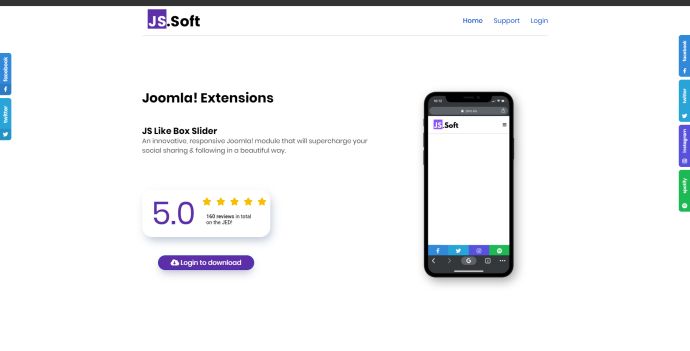 JS.Soft
Home Support Login
facebook
twitter
facebook
twitter
instagram
spotify
Joomla! Extensions
JS Like Box Slider
An innovative, responsive Joomla! module that will supercharge your
social sharing & following in a beautiful way.
5.0
160 reviews in total
on the JED!
Login to download
JS.Soft